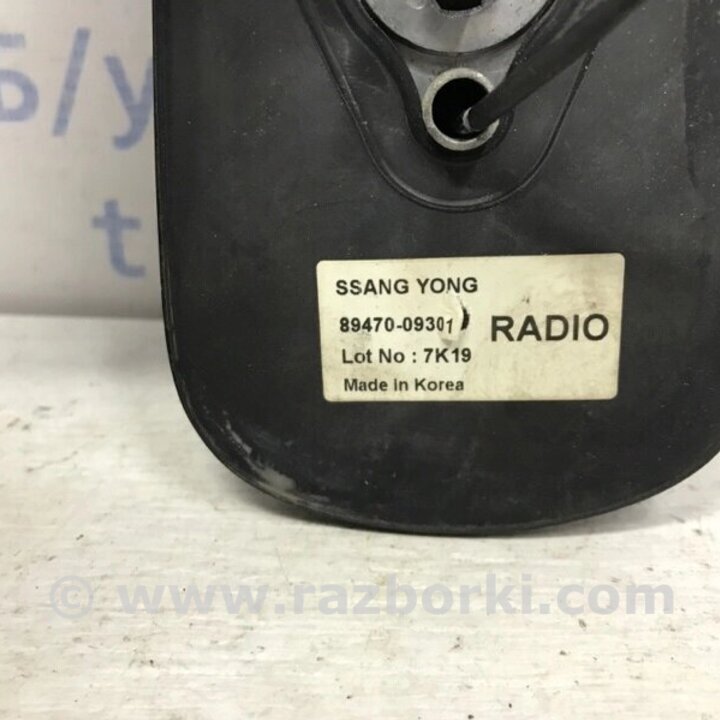 Б/у
t
SSANG YONG
89470-09301
RADIO
Lot No : 7K19
Made in Korea
© www.razborki.com